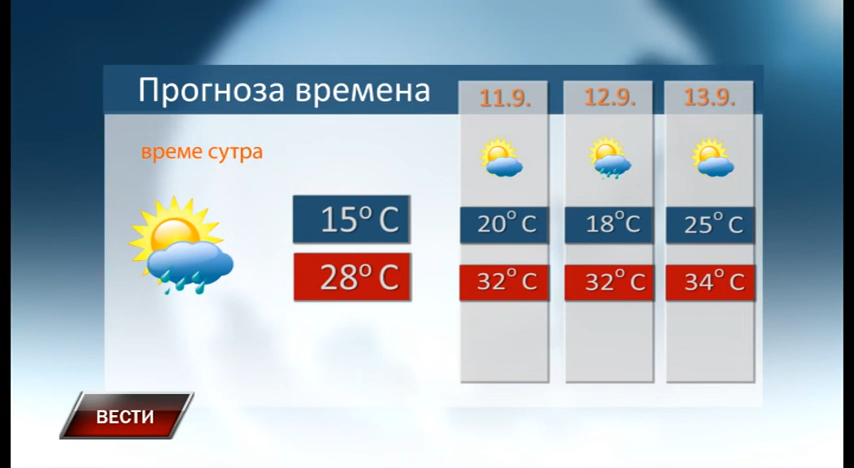 Прогноза времена
11.9.
12.9.
13.9.
време сутра
15° C
28° C
20° C
18°C
25° C
32° C
32° C
34° C
ВЕСТИ